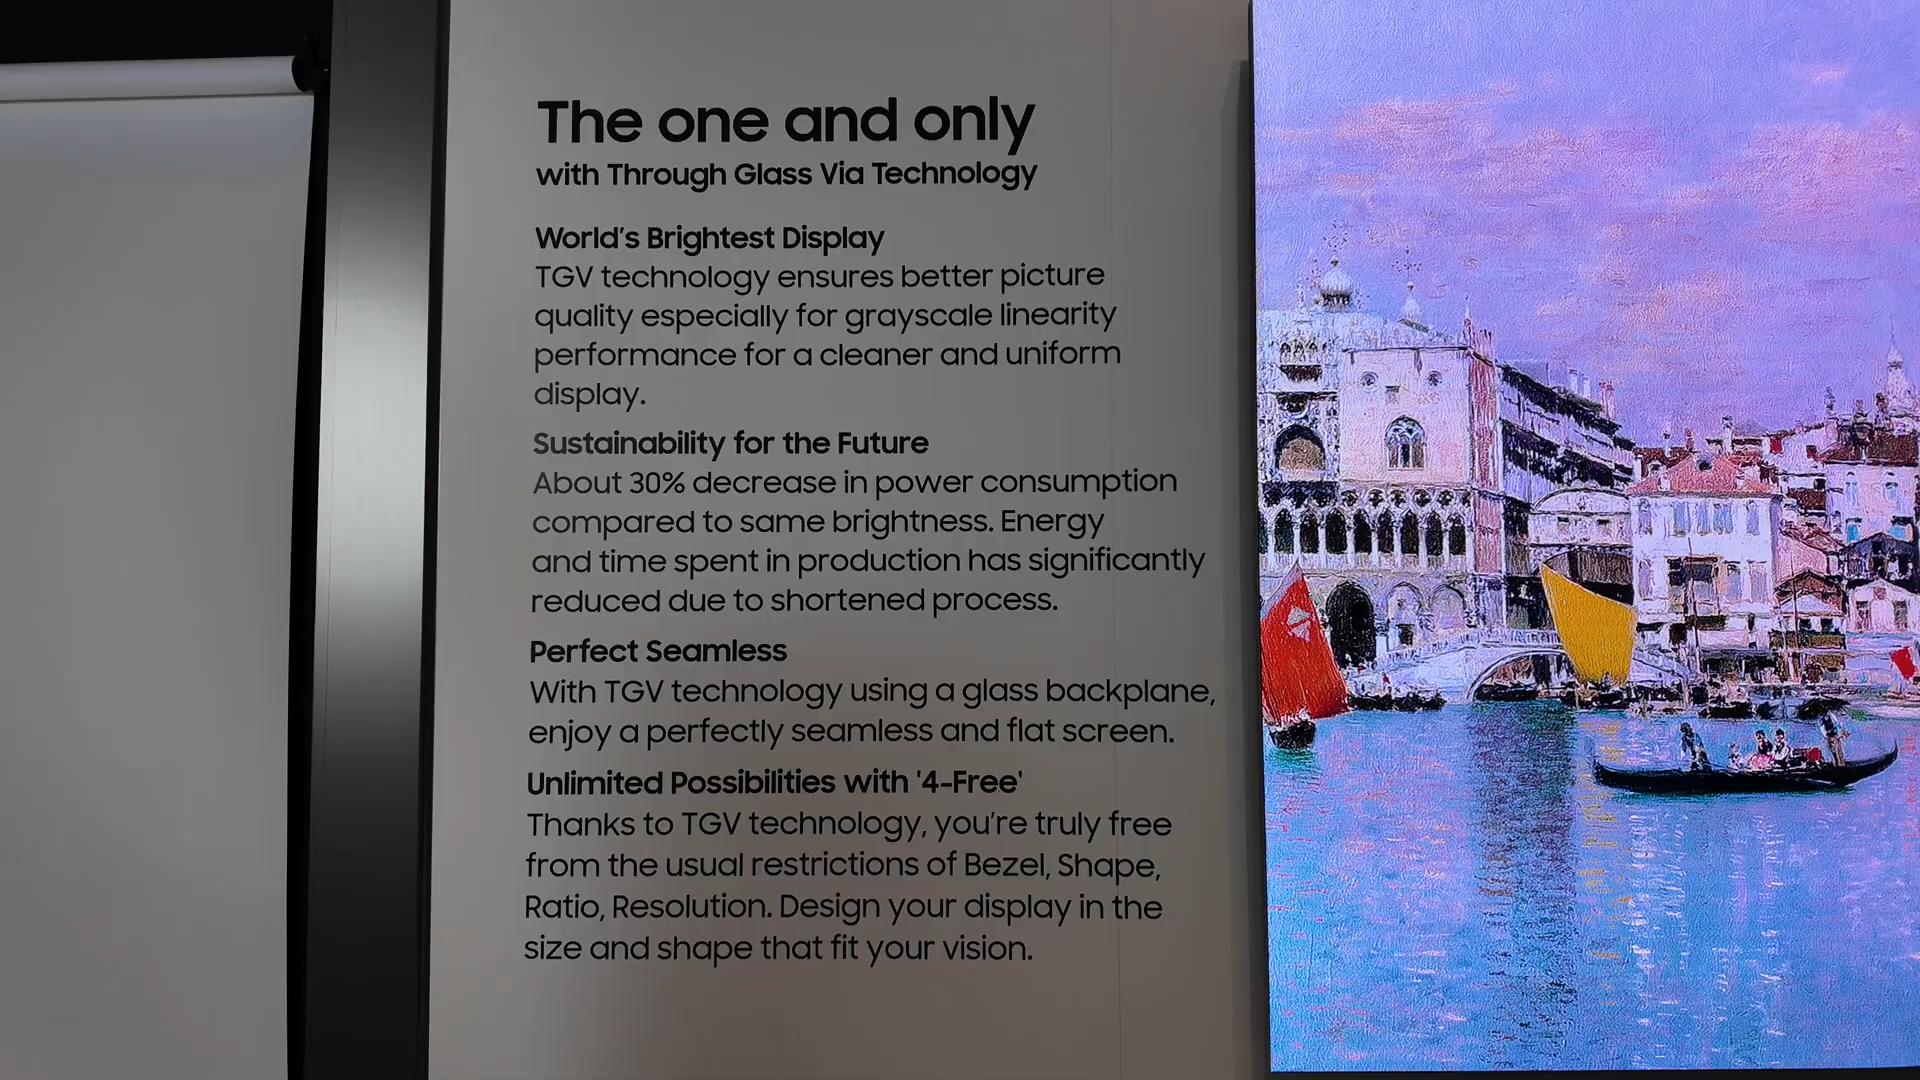 The one and only
with Through Glass Via Technology
World's Brightest Display
TGV technology ensures better picture
quality especially for grayscale linearity
performance for a cleaner and uniform
display.
Sustainability for the Future
About 30% decrease in power consumption
compared to same brightness. Energy
and time spent in production has significantly
reduced due to shortened process.
Perfect Seamless
With TGV technology using a glass backplane,
enjoy a perfectly seamless and flat screen.
Unlimited Possibilities with '4-Free'
Thanks to TGV technology, you're truly free
from the usual restrictions of Bezel, Shape,
Ratio, Resolution. Design your display in the
size and shape that fit your vision.